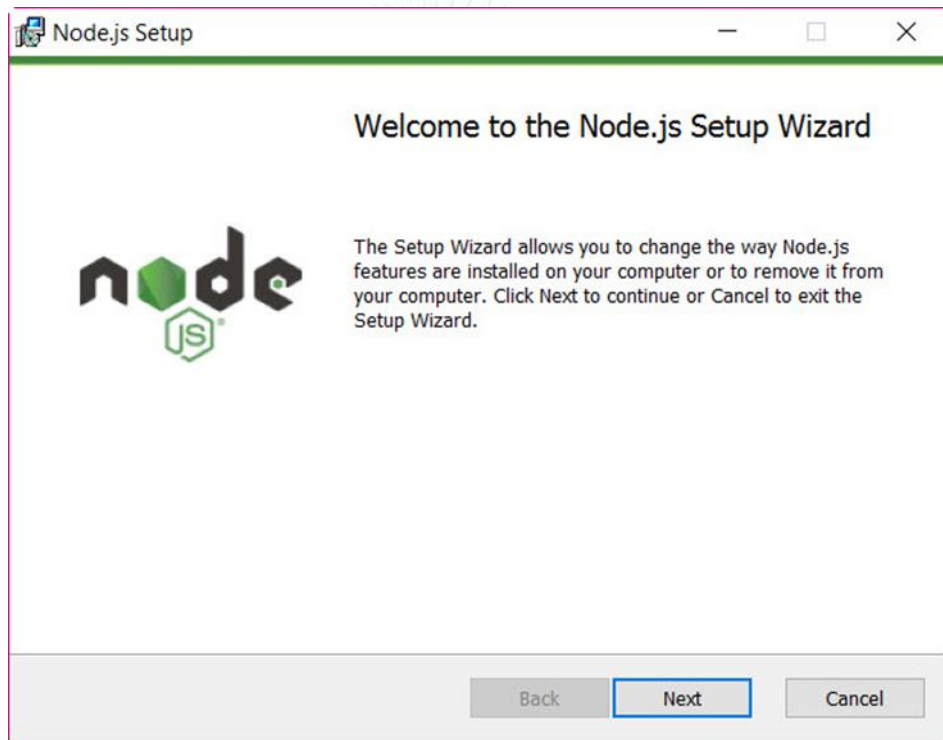 Node.js Setup
Welcome to the Node.js Setup Wizard
The Setup Wizard allows you to change the way Node.js
features are installed on your computer or to remove it from
your computer. Click Next to continue or Cancel to exit the
Setup Wizard.
node
JS
Back
Next
Cancel